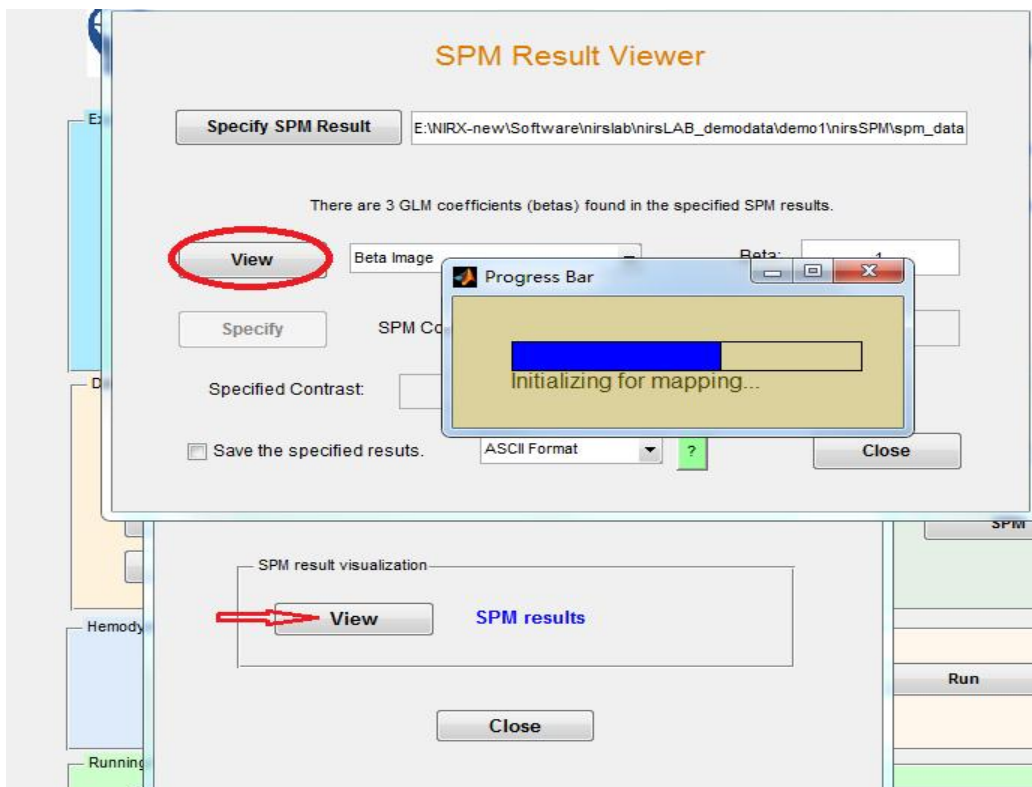 SPM Result Viewer
Specify SPM Result
E:\NIRX-new\Software\nirslab\nirsLAB_demodata\demo1\nirsSPM\spm_data
There are 3 GLM coefficients (betas) found in the specified SPM results.
View
Beta Image
Beta:
Progress Bar
Initializing for mapping...
Specify
SPM Co
Specified Contrast:
Save the specified resuts.
ASCII Format
?
Close
SPM
SPM result visualization
View
SPM results
Hemody
Run
Close
Running